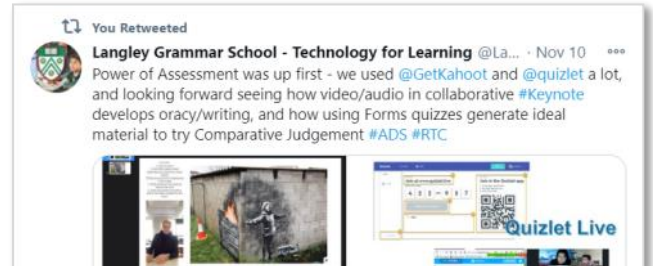 You Retweeted
Langley Grammar School - Technology for Learning @La... · Nov 10
Power of Assessment was up first - we used @GetKahoot and @quizlet a lot,
and looking forward seeing how video/audio in collaborative #Keynote
develops oracy/writing, and how using Forms quizzes generate ideal
material to try Comparative Judgement #ADS #RTC
Quizlet Live